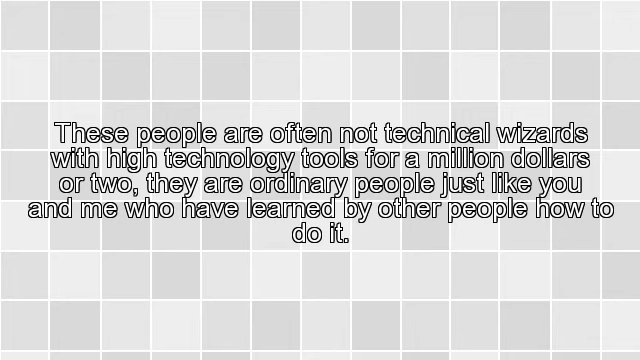 These people are often not technical wizards
with high technology tools for a million dollars
or two, they are ordinary people just like you
and me who have learned by other people how to
do it.